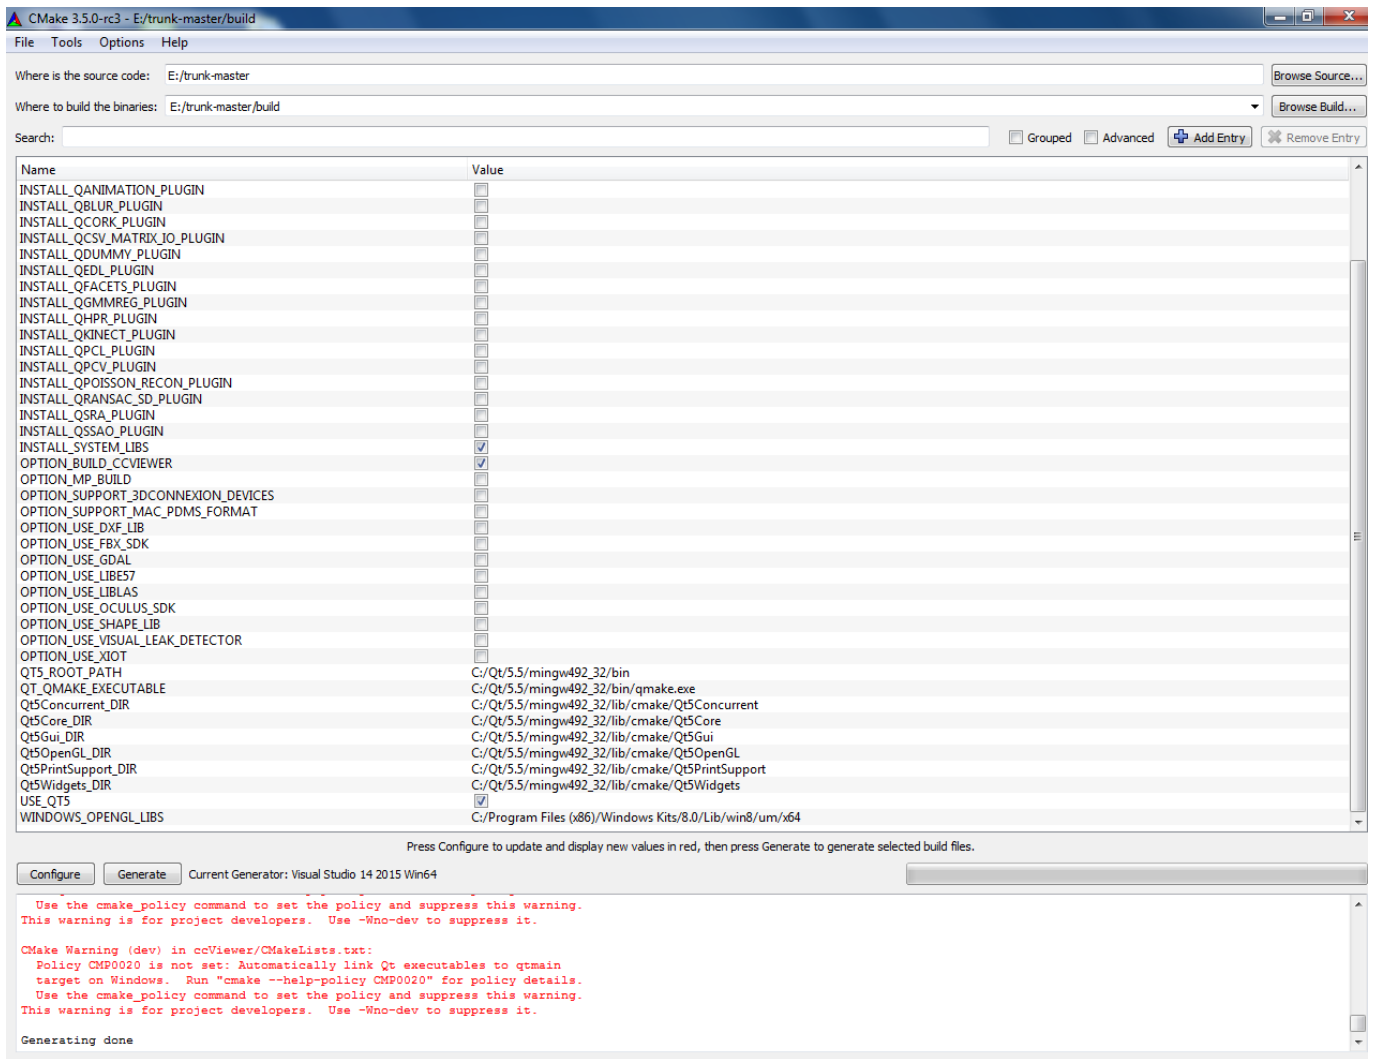 CMake 3.5.0-rc3 - E:/trunk-master/build
File Tools Options Help
Where is the source code: E:/trunk-master Browse Source...
Where to build the binaries: E:/trunk-master/build Browse Build...
Search: Grouped Advanced Add Entry Remove Entry
Name Value
INSTALL_QANIMATION_PLUGIN
INSTALL_QBLUR_PLUGIN
INSTALL_QCORK_PLUGIN
INSTALL_QCSV_MATRIX_IO_PLUGIN
INSTALL_QDUMMY_PLUGIN
INSTALL_QEDL_PLUGIN
INSTALL_QFACETS_PLUGIN
INSTALL_QGMMREG_PLUGIN
INSTALL_QHPR_PLUGIN
INSTALL_QKINECT_PLUGIN
INSTALL_QPCL_PLUGIN
INSTALL_QPCV_PLUGIN
INSTALL_QPOISSON_RECON_PLUGIN
INSTALL_QRANSAC_SD_PLUGIN
INSTALL_QSRA_PLUGIN
INSTALL_QSSAO_PLUGIN
INSTALL_SYSTEM_LIBS
OPTION_BUILD_CCVIEWER
OPTION_MP_BUILD
OPTION_SUPPORT_3DCONNEXION_DEVICES
OPTION_SUPPORT_MAC_PDMS_FORMAT
OPTION_USE_DXF_LIB
OPTION_USE_FBX_SDK
OPTION_USE_GDAL
OPTION_USE_LIBE57
OPTION_USE_LIBLAS
OPTION_USE_OCULUS_SDK
OPTION_USE_SHAPE_LIB
OPTION_USE_VISUAL_LEAK_DETECTOR
OPTION_USE_XIOT
QT5_ROOT_PATH C:/Qt/5.5/mingw492_32/bin
QT_QMAKE_EXECUTABLE C:/Qt/5.5/mingw492_32/bin/qmake.exe
Qt5Concurrent_DIR C:/Qt/5.5/mingw492_32/lib/cmake/Qt5Concurrent
Qt5Core_DIR C:/Qt/5.5/mingw492_32/lib/cmake/Qt5Core
Qt5Gui_DIR C:/Qt/5.5/mingw492_32/lib/cmake/Qt5Gui
Qt5OpenGL_DIR C:/Qt/5.5/mingw492_32/lib/cmake/Qt5OpenGL
Qt5PrintSupport_DIR C:/Qt/5.5/mingw492_32/lib/cmake/Qt5PrintSupport
Qt5Widgets_DIR C:/Qt/5.5/mingw492_32/lib/cmake/Qt5Widgets
USE_QT5
WINDOWS_OPENGL_LIBS C:/Program Files (x86)/Windows Kits/8.0/Lib/win8/um/x64
Press Configure to update and display new values in red, then press Generate to generate selected build files.
Configure Generate Current Generator: Visual Studio 14 2015 Win64
Use the cmake_policy command to set the policy and suppress this warning.
This warning is for project developers. Use -Wno-dev to suppress it.
CMake Warning (dev) in ccViewer/CMakeLists.txt:
Policy CMP0020 is not set: Automatically link Qt executables to qtmain
target on Windows. Run "cmake --help-policy CMP0020" for policy details.
Use the cmake_policy command to set the policy and suppress this warning.
This warning is for project developers. Use -Wno-dev to suppress it.
Generating done